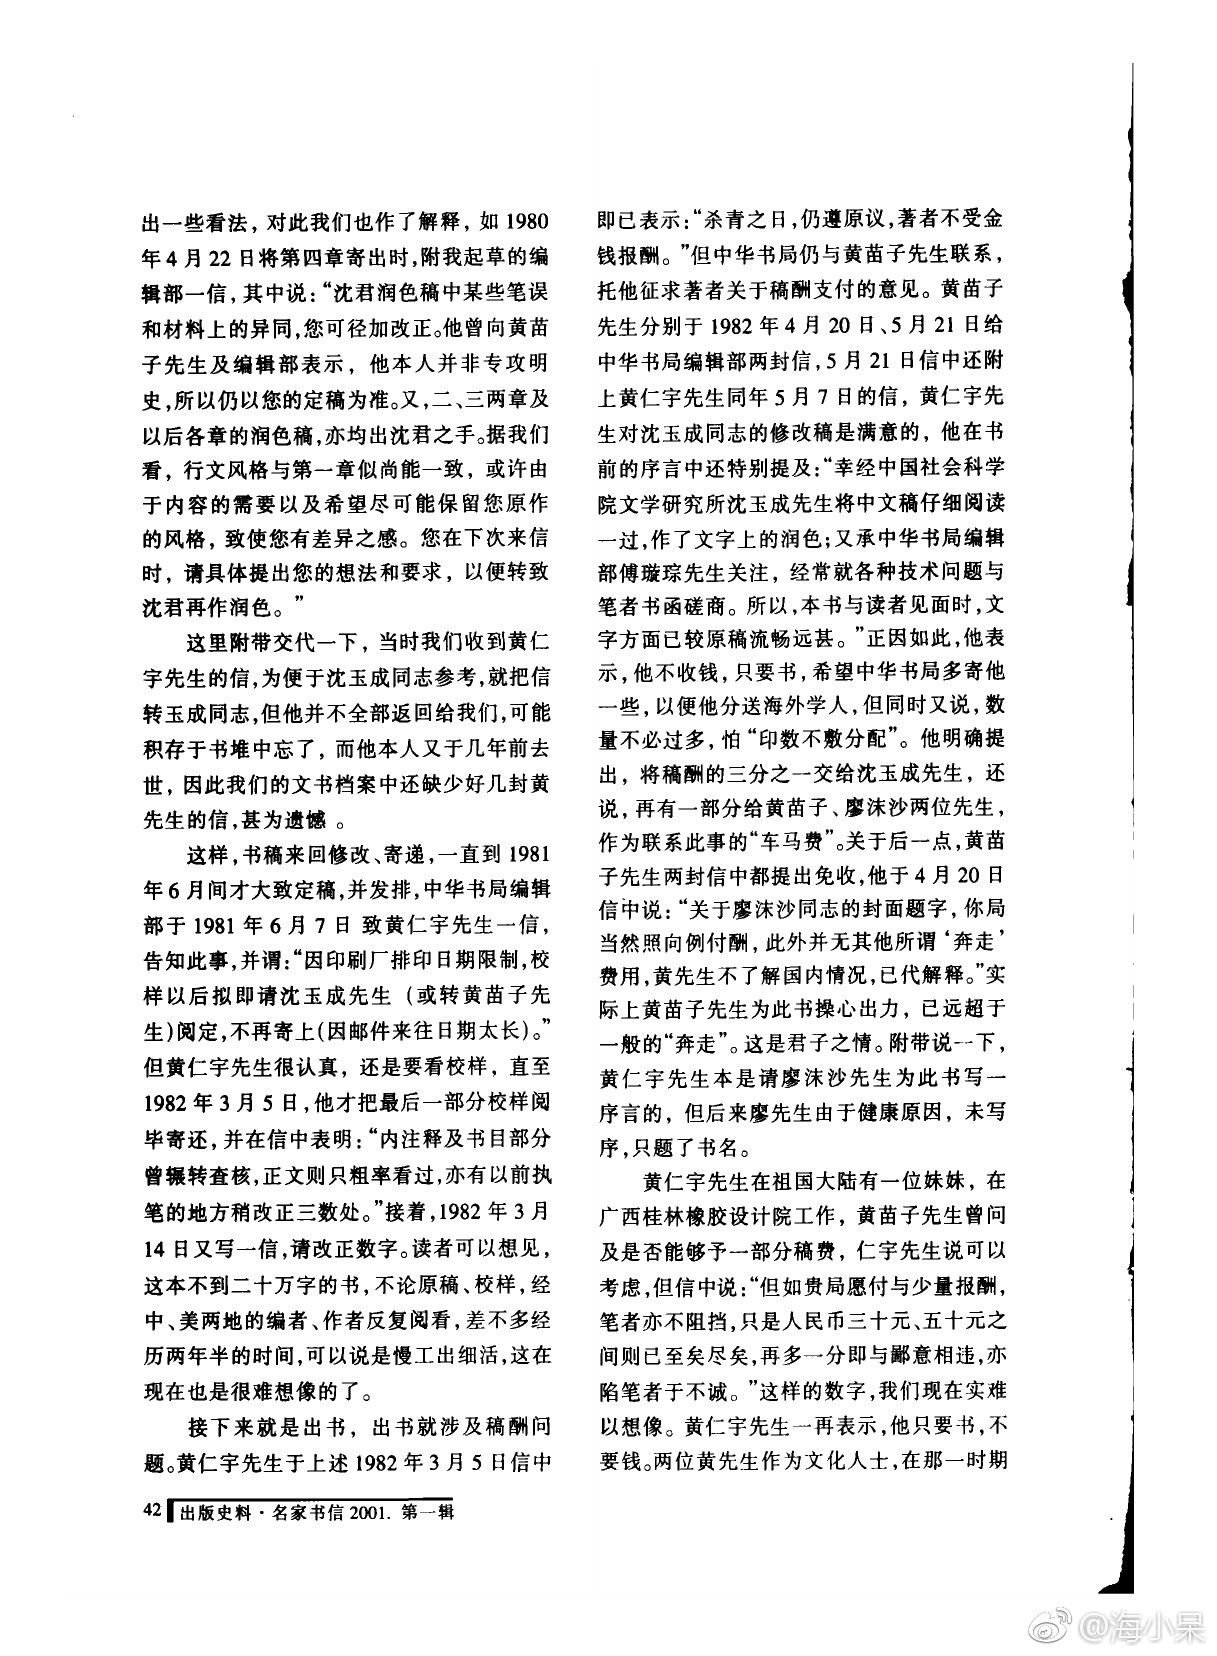 出一些看法，对此我们也作了解释，如1980
年4月22日将第四章寄出时，附我起草的编
辑部一信，其中说：“沈君润色稿中某些笔误
和材料上的异同，您可径加改正。他曾向黄苗
子先生及编辑部表示，他本人并非专攻明
史，所以仍以您的定稿为准。又，二、三两章及
以后各章的润色稿，亦均出沈君之手。据我们
看，行文风格与第一章似尚能一致，或许由
于内容的需要以及希望尽可能保留您原作
的风格，致使您有差异之感。您在下次来信
时，请具体提出您的想法和要求，以便转致
沈君再作润色。”
这里附带交代一下，当时我们收到黄仁
宇先生的信，为便于沈玉成同志参考，就把信
转玉成同志，但他并不全部返回给我们，可能
积存于书堆中忘了，而他本人又于几年前去
世，因此我们的文书档案中还缺少好几封黄
先生的信，甚为遗憾 。
这样，书稿来回修改、寄递，一直到1981
年6月间才大致定稿，并发排，中华书局编辑
部于1981年6月7日 致黄仁宇先生一信，
告知此事，并谓：“因印刷厂排印日期限制，校
样以后拟即请沈玉成先生（或转黄苗子先
生）阅定，不再寄上（因邮件来往日期太长）。”
但黄仁宇先生很认真，还是要看校样，直至
1982年3月5日，他才把最后一部分校样阅
毕寄还，并在信中表明：“内注释及书目部分
曾辗转查核，正文则只粗率看过，亦有以前执
笔的地方稍改正三数处。”接着，1982年3月
14日又写一信，请改正数字。读者可以想见，
这本不到二十万字的书，不论原稿、校样，经
中、美两地的编者、作者反复阅看，差不多经
历两年半的时间，可以说是慢工出细活，这在
现在也是很难想像的了。
接下来就是出书，出书就涉及稿酬问
题。黄仁宇先生于上述1982年3月5日信中
即已表示：“杀青之日，仍遵原议，著者不受金
钱报酬。”但中华书局仍与黄苗子先生联系，
托他征求著者关于稿酬支付的意见。黄苗子
先生分别于1982年4月20日、5月21日给
中华书局编辑部两封信，5月21日信中还附
上黄仁宇先生同年5月7日的信，黄仁宇先
生对沈玉成同志的修改稿是满意的，他在书
前的序言中还特别提及：“幸经中国社会科学
院文学研究所沈玉成先生将中文稿仔细阅读
一过，作了文字上的润色；又承中华书局编辑
部傅璇琮先生关注，经常就各种技术问题与
笔者书函磋商。所以，本书与读者见面时，文
字方面已较原稿流畅远甚。”正因如此，他表
示，他不收钱，只要书，希望中华书局多寄他
一些，以便他分送海外学人，但同时又说，数
量不必过多，怕“印数不敷分配”。他明确提
出，将稿酬的三分之一交给沈玉成先生，还
说，再有一部分给黄苗子、廖沫沙两位先生，
作为联系此事的“车马费”。关于后一点，黄苗
子先生两封信中都提出免收，他于4月20日
信中说：“关于廖沫沙同志的封面题字，你局
当然照向例付酬，此外并无其他所谓‘奔走’
费用，黄先生不了解国内情况，已代解释。”实
际上黄苗子先生为此书操心出力，已远超于
一般的“奔走”。这是君子之情。附带说一下，
黄仁宇先生本是请廖沫沙先生为此书写一
序言的，但后来廖先生由于健康原因，未写
序，只题了书名。
黄仁宇先生在祖国大陆有一位妹妹，在
广西桂林橡胶设计院工作，黄苗子先生曾问
及是否能够予一部分稿费，仁宇先生说可以
考虑，但信中说：“但如贵局愿付与少量报酬，
笔者亦不阻挡，只是人民币三十元、五十元之
间则已至矣尽矣，再多一分即与鄙意相违，亦
陷笔者于不诚。”这样的数字，我们现在实难
以想像。黄仁宇先生一再表示，他只要书，不
要钱。两位黄先生作为文化人士，在那一时期
42 出版史料·名家书信2001. 第一辑
@海小呆